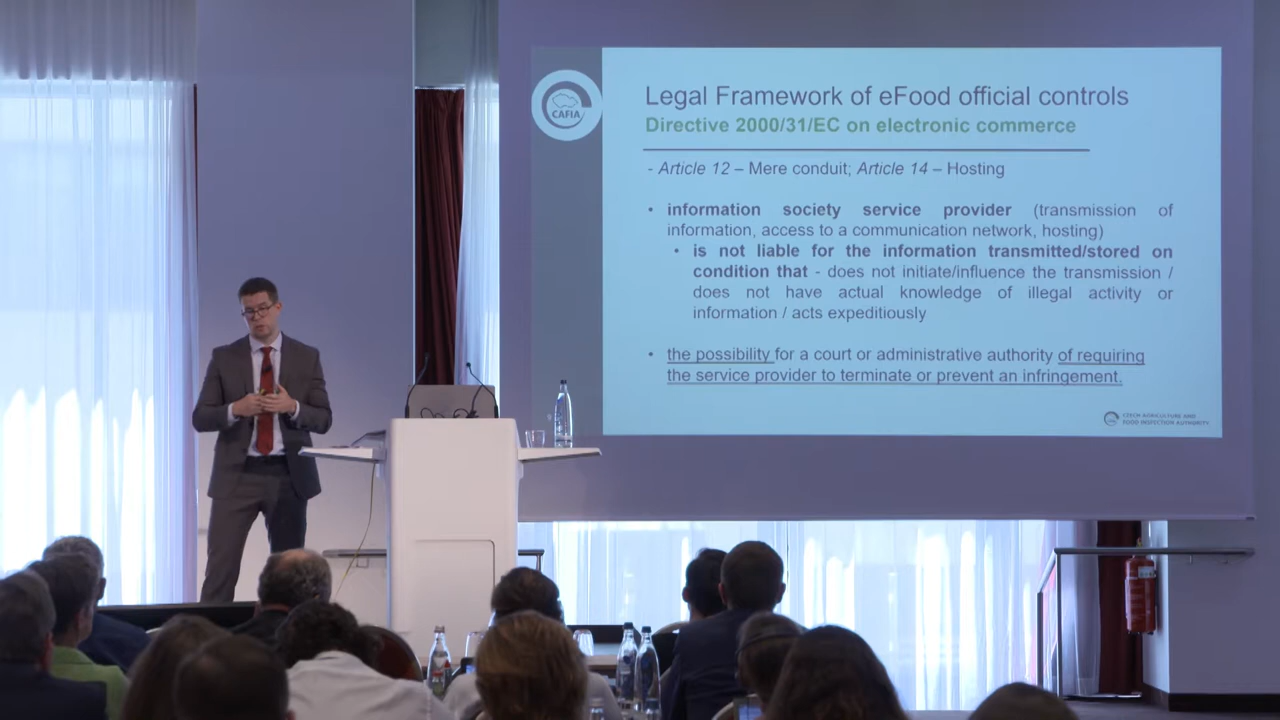 CAFIA
Legal Framework of eFood official controls
Directive 2000/31/EC on electronic commerce
- Article 12 – Mere conduit; Article 14 – Hosting
• information society service provider (transmission of
information, access to a communication network, hosting)
• is not liable for the information transmitted/stored on
condition that - does not initiate/influence the transmission /
does not have actual knowledge of illegal activity or
information / acts expeditiously
• the possibility for a court or administrative authority of requiring
the service provider to terminate or prevent an infringement.
CZECH AGRICULTURE AND
FOOD INSPECTION AUTHORITY